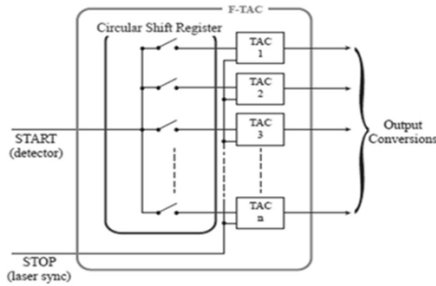 F-TAC
Circular Shift Register
TAC
1
TAC
2
TAC
3
TAC
n
START
(detector)
STOP
(laser sync)
Output
Conversions